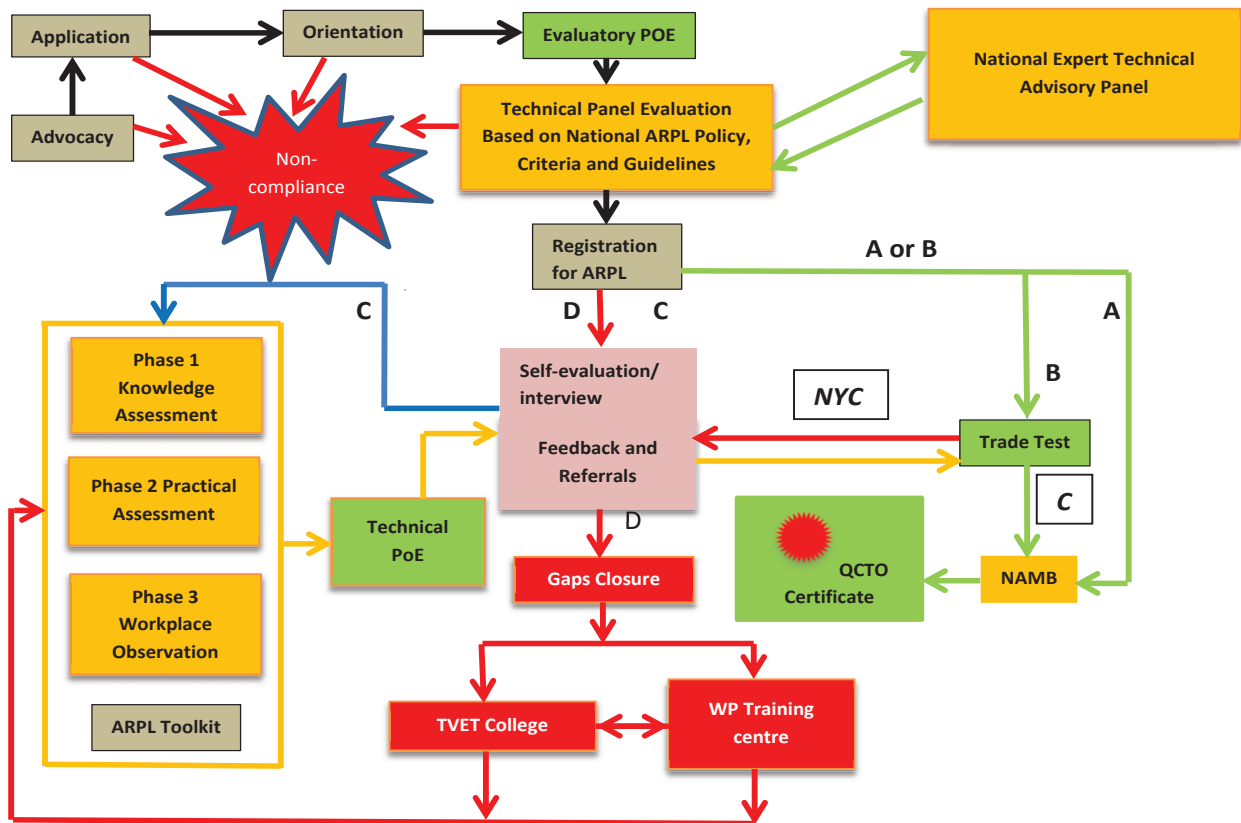 Application
Orientation
Evaluatory POE
National Expert Technical
Advisory Panel
Advocacy
Technical Panel Evaluation
Based on National ARPL Policy,
Criteria and Guidelines
Non-
compliance
Registration
for ARPL
A or B
D
C
C
A
Phase 1
Knowledge
Assessment
Self-evaluation/
interview
Feedback and
Referrals
NYC
B
Trade Test
Phase 2 Practical
Assessment
Technical
PoE
D
C
Gaps Closure
QCTO
Certificate
NAMB
Phase 3
Workplace
Observation
ARPL Toolkit
TVET College
WP Training
centre